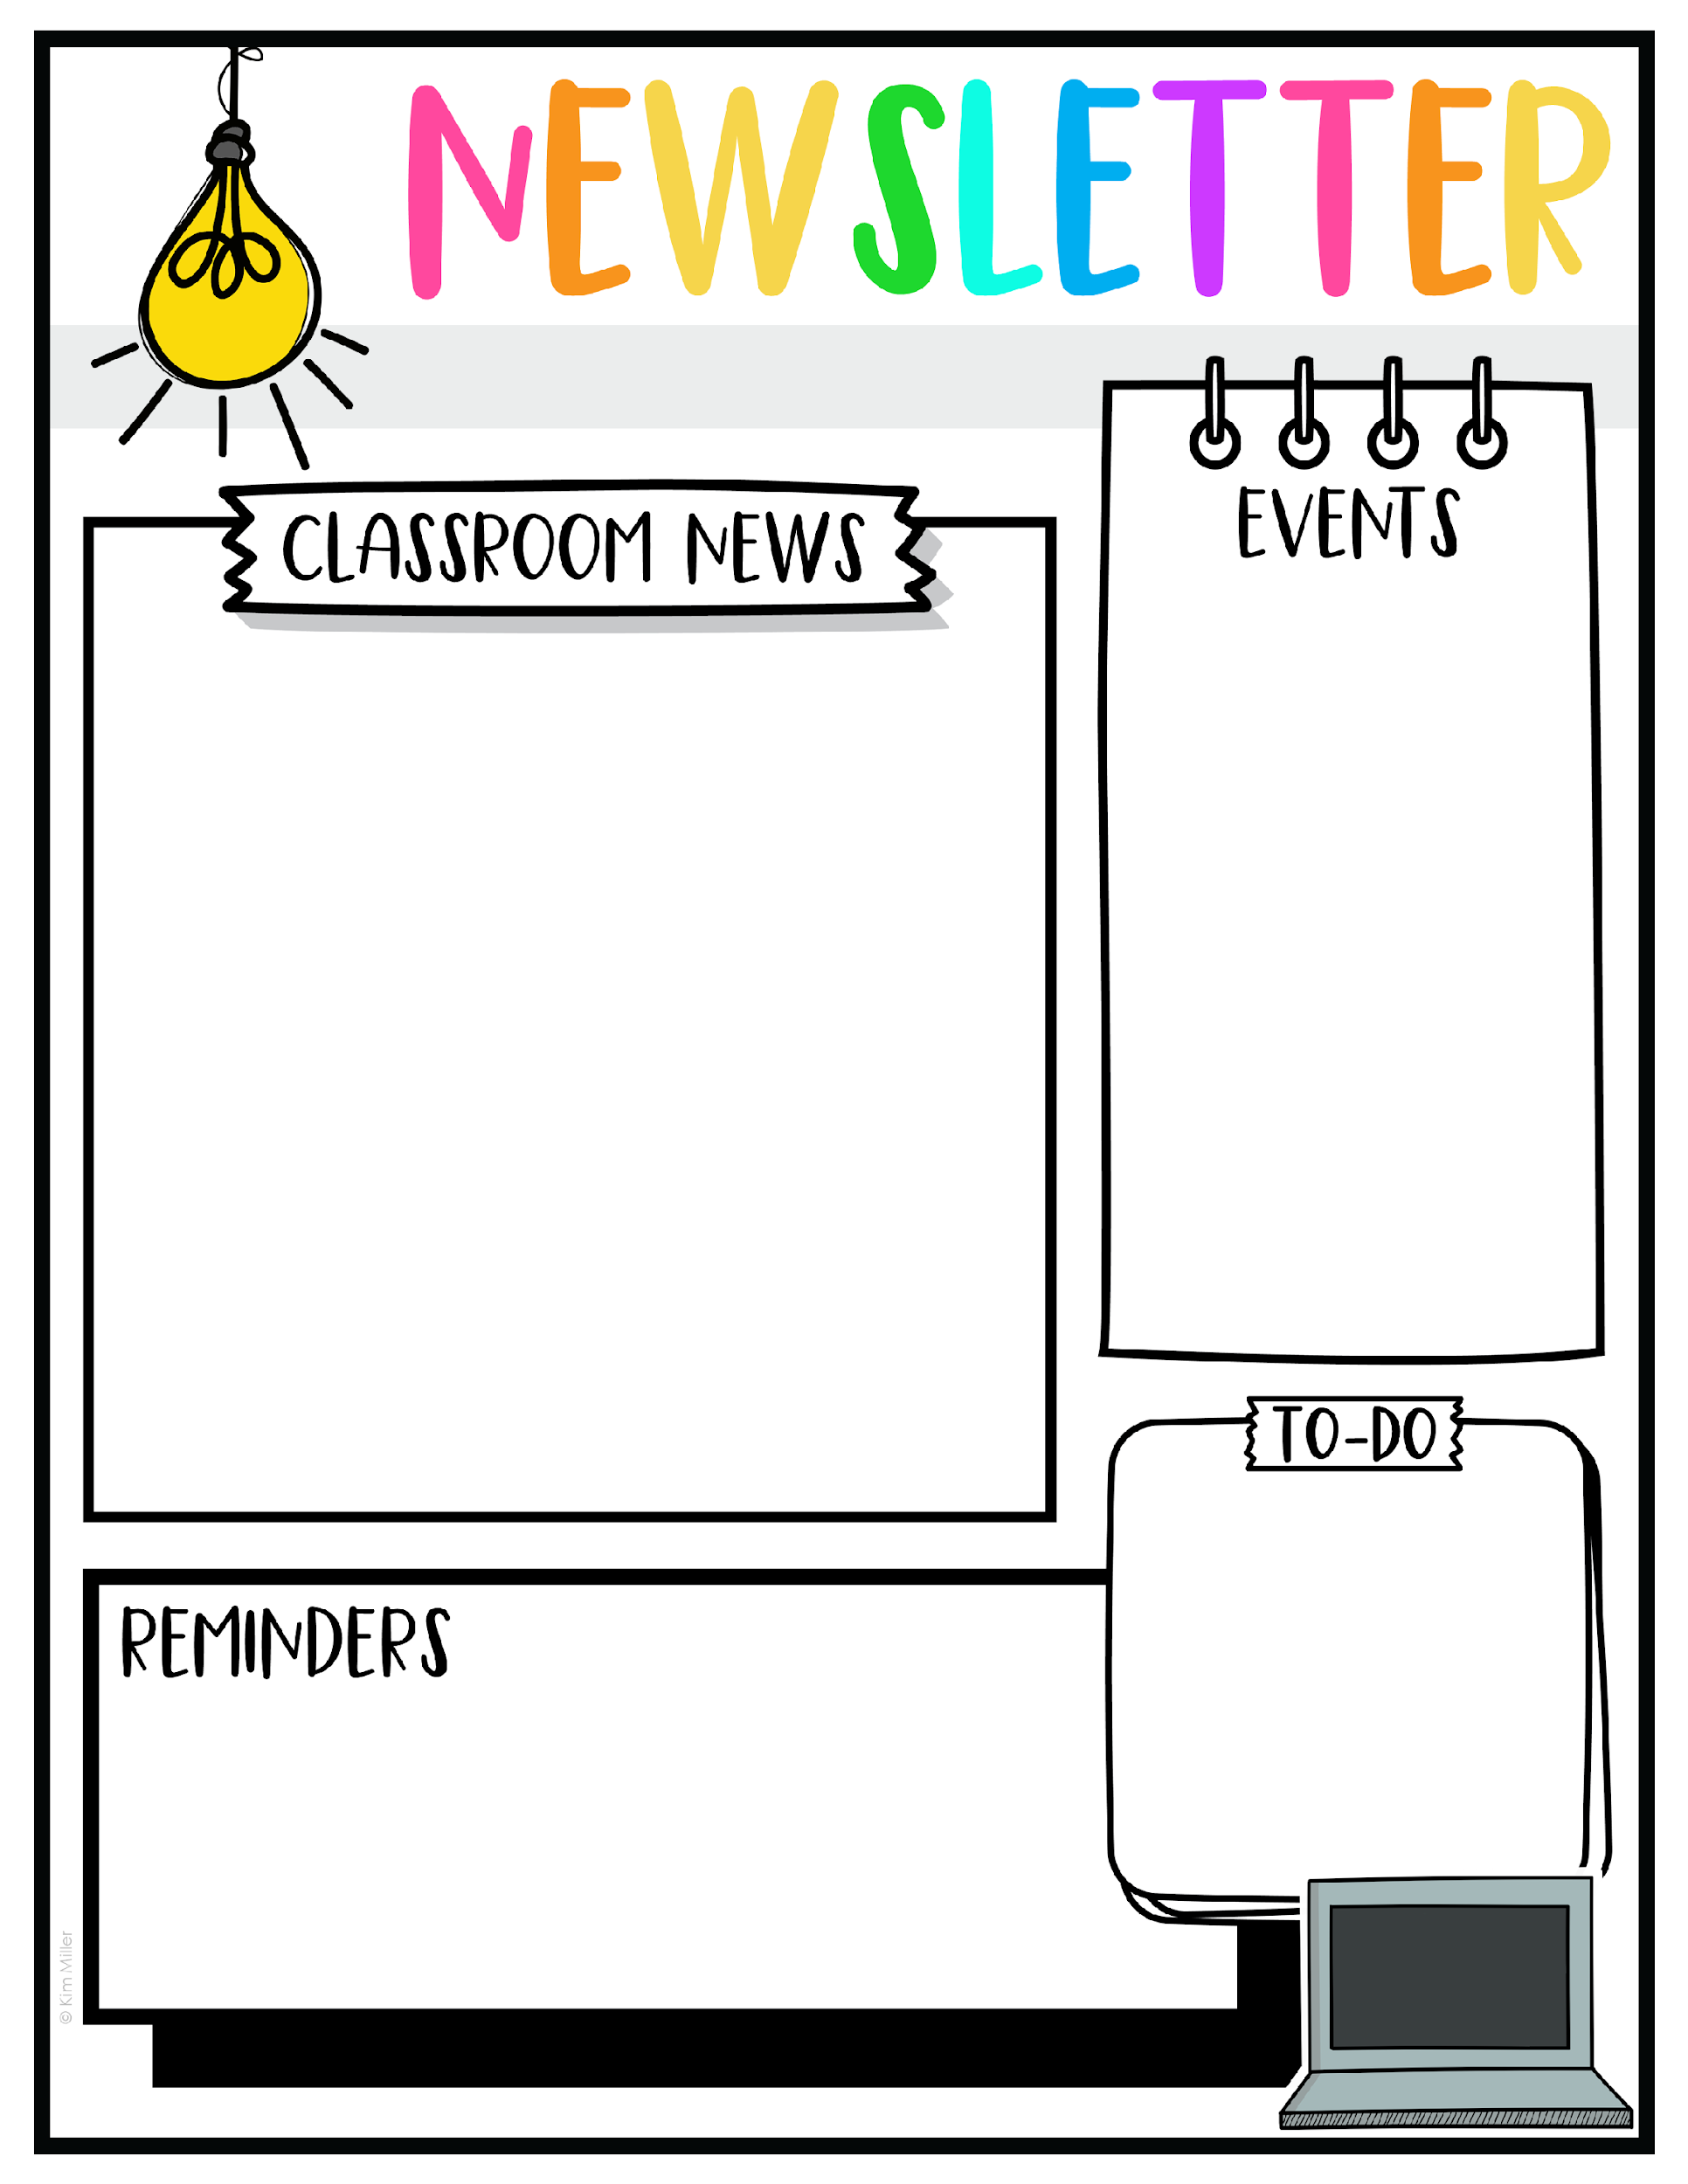 NEWSLETTER
CLASSROOM NEWS
EVENTS
TO-DO
REMINDERS
© Kim Miller